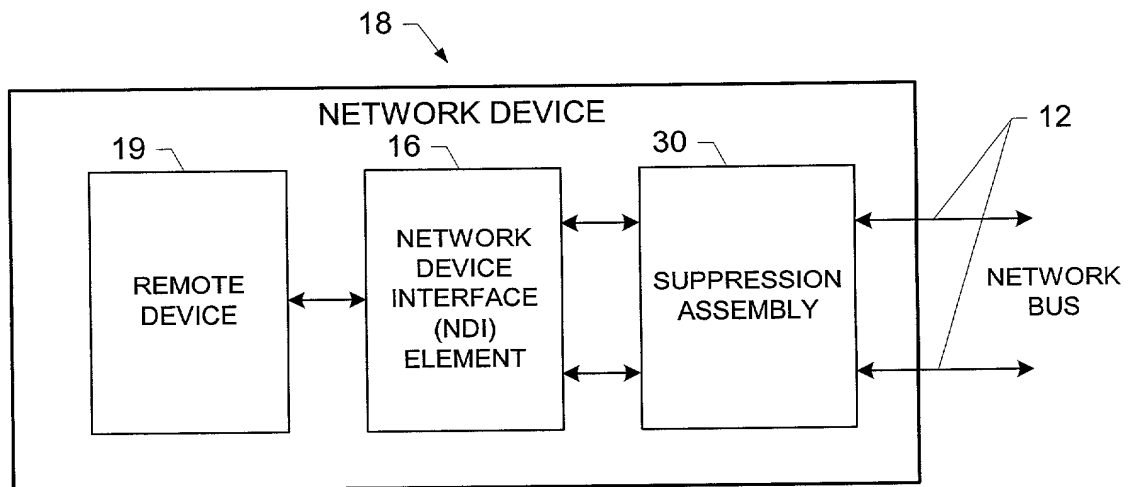 18
NETWORK DEVICE
19
16
30
12
REMOTE
DEVICE
NETWORK
DEVICE
INTERFACE
(NDI)
ELEMENT
SUPPRESSION
ASSEMBLY
NETWORK
BUS